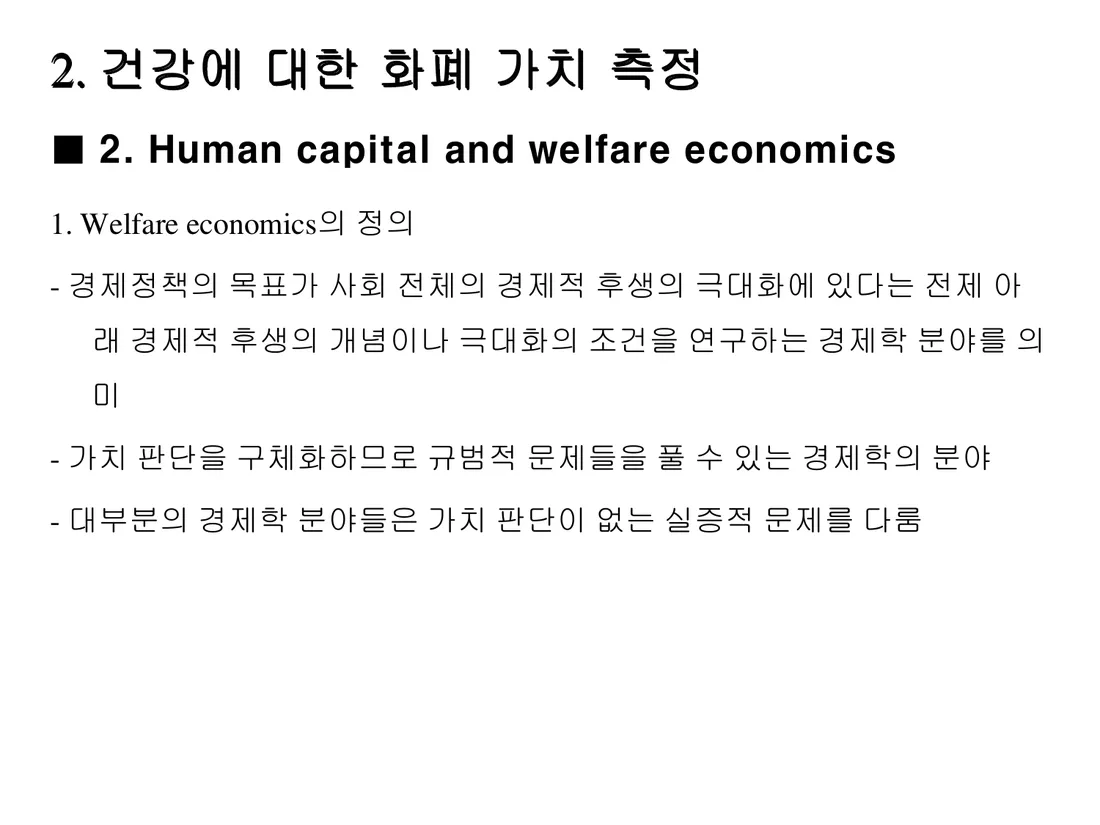 2. 건강에 대한 화폐 가치 측정
■ 2. Human capital and welfare economics
1. Welfare economics의 정의
- 경제정책의 목표가 사회 전체의 경제적 후생의 극대화에 있다는 전제 아
래 경제적 후생의 개념이나 극대화의 조건을 연구하는 경제학 분야를 의
미
- 가치 판단을 구체화하므로 규범적 문제들을 풀 수 있는 경제학의 분야
- 대부분의 경제학 분야들은 가치 판단이 없는 실증적 문제를 다룸